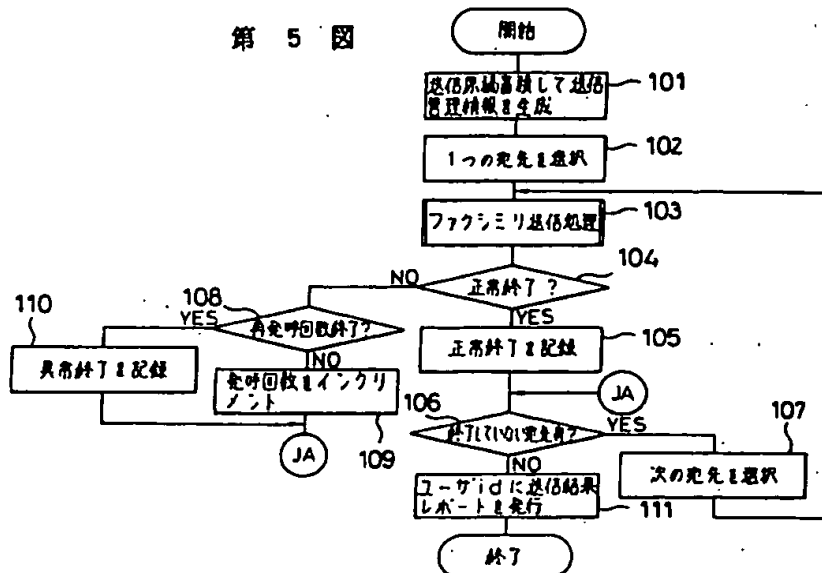 第 5 図
開始
送信原稿蓄積して送信
管理情報を生成
101
1つの宛先を選択
102
ファクシミリ送信処理
103
正常終了？
104
NO
YES
108
再発呼回数終了？
YES
NO
110
異常終了を記録
発呼回数をインクリ
メント
109
JA
正常終了を記録
105
JA
106
終了していない宛先有？
YES
NO
107
次の宛先を選択
ユーザidに送信結果
レポートを発行
111
終了